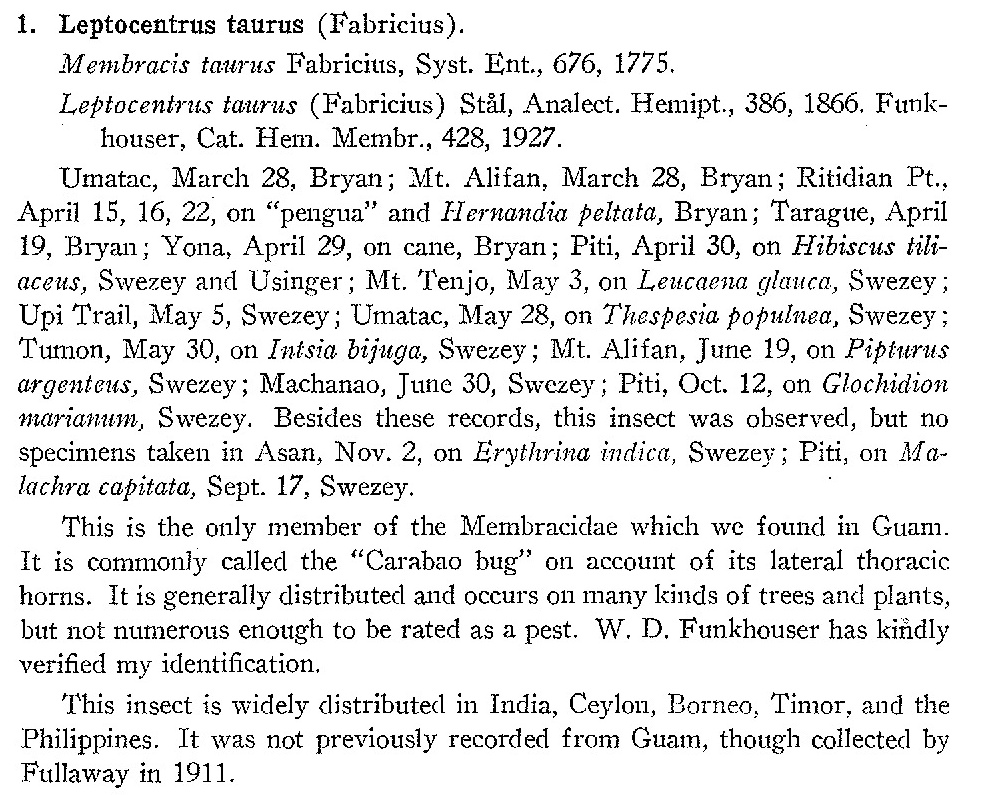 1. Leptocentrus taurus (Fabricius).
Membracis taurus Fabricius, Syst. Ent., 676, 1775.
Leptocentrus taurus (Fabricius) Stål, Analect. Hemipt., 386, 1866. Funk-
houser, Cat. Hem. Membr., 428, 1927.
Umatac, March 28, Bryan; Mt. Alifan, March 28, Bryan; Ritidian Pt.,
April 15, 16, 22, on "pengua" and Hernandia peltata, Bryan; Tarague, April
19, Bryan; Yona, April 29, on cane, Bryan; Piti, April 30, on Hibiscus tili-
aceus, Swezey and Usinger; Mt. Tenjo, May 3, on Leucaena glauca, Swezey;
Upi Trail, May 5, Swezey; Umatac, May 28, on Thespesia populnea, Swezey;
Tumon, May 30, on Intsia bijuga, Swezey; Mt. Alifan, June 19, on Pipturus
argenteus, Swezey; Machanao, June 30, Swezey; Piti, Oct. 12, on Glochidion
marianum, Swezey. Besides these records, this insect was observed, but no
specimens taken in Asan, Nov. 2, on Erythrina indica, Swezey; Piti, on Ma-
lachra capitata, Sept. 17, Swezey.
This is the only member of the Membracidae which we found in Guam.
It is commonly called the "Carabao bug" on account of its lateral thoracic
horns. It is generally distributed and occurs on many kinds of trees and plants,
but not numerous enough to be rated as a pest. W. D. Funkhouser has kindly
verified my identification.
This insect is widely distributed in India, Ceylon, Borneo, Timor, and the
Philippines. It was not previously recorded from Guam, though collected by
Fullaway in 1911.